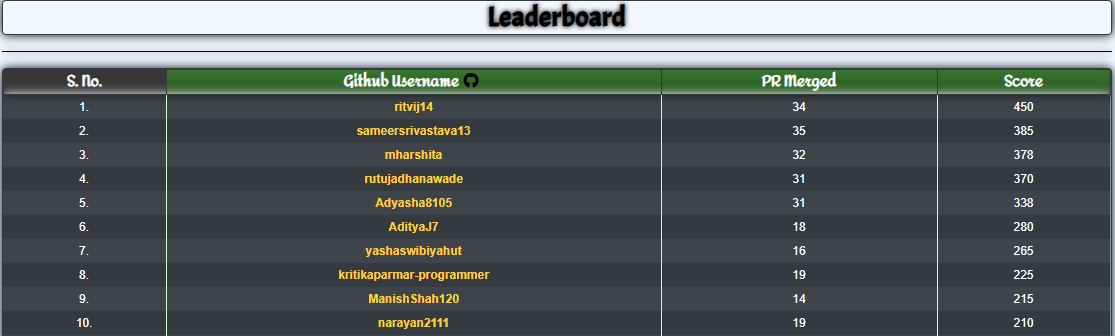 Leaderboard
S. No. Github Username PR Merged Score
1. ritvij14 34 450
2. sameersrivastava13 35 385
3. mharshita 32 378
4. rutujadhanawade 31 370
5. Adyasha8105 31 338
6. AdityaJ7 18 280
7. yashaswibiyahut 16 265
8. kritikaparmar-programmer 19 225
9. ManishShah120 14 215
10. narayan2111 19 210